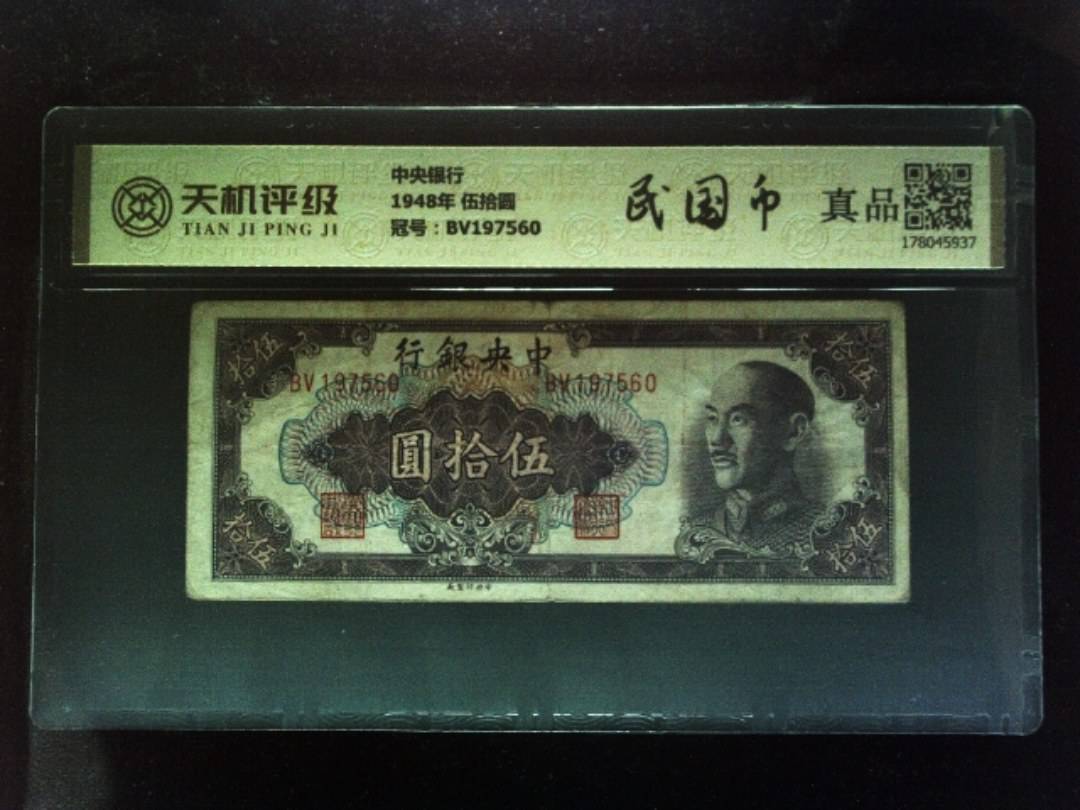 天机评级
TIAN JI PING JI
中央银行
1948年 伍拾圆
冠号：BV197560
民国币
真品
178045937
行銀央中
BV197560
BV197560
圓拾伍
拾伍
拾伍
拾伍
拾伍